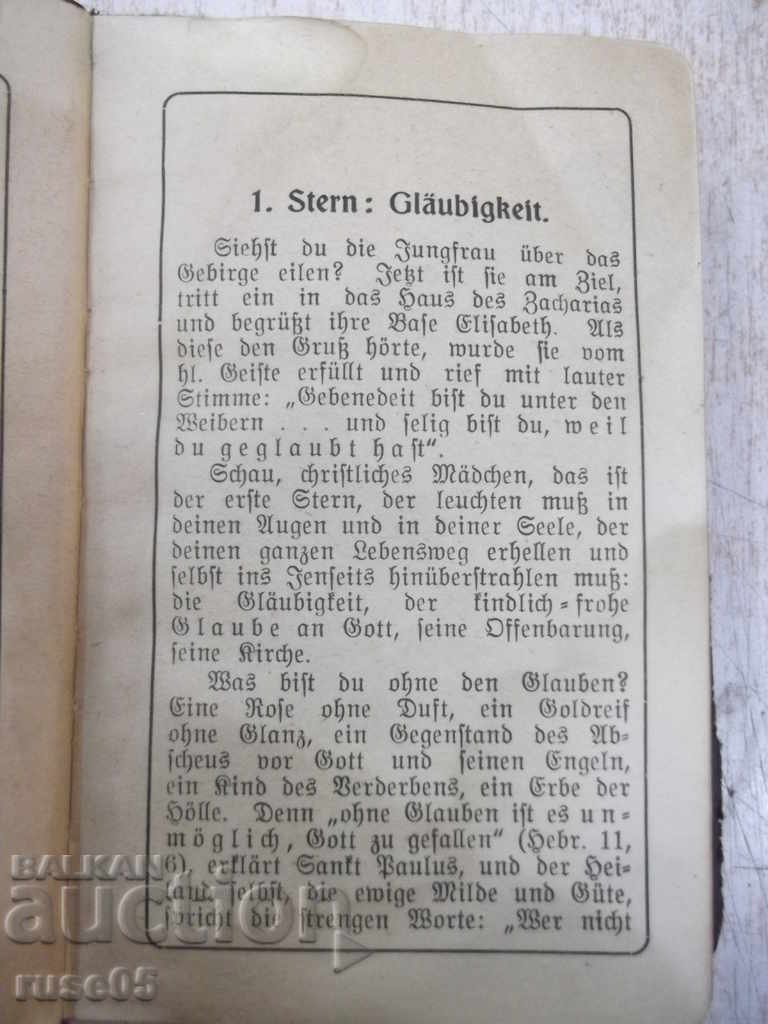 1. Stern: Gläubigkeit.
Siehst du die Jungfrau über das
Gebirge eilen? Jetzt ist sie am Ziel,
tritt ein in das Haus des Zacharias
und begrüßt ihre Base Elisabeth. Als
diese den Gruß hörte, wurde sie vom
hl. Geiste erfüllt und rief mit lauter
Stimme: „Gebenedeit bist du unter den
Weibern . . . und selig bist du, weil
du geglaubt hast“.
Schau, christliches Mädchen, das ist
der erste Stern, der leuchten muß in
deinen Augen und in deiner Seele, der
deinen ganzen Lebensweg erhellen und
selbst ins Jenseits hinüberstrahlen muß:
die Gläubigkeit, der kindlich-frohe
Glaube an Gott, seine Offenbarung,
seine Kirche.
Was bist du ohne den Glauben?
Eine Rose ohne Duft, ein Goldreif
ohne Glanz, ein Gegenstand des Ab-
scheus vor Gott und seinen Engeln,
ein Kind des Verderbens, ein Erbe der
Hölle. Denn „ohne Glauben ist es un-
möglich, Gott zu gefallen“ (Hebr. 11,
6), erklärt Sankt Paulus, und der Hei-
land selbst, die ewige Milde und Güte,
spricht die strengen Worte: „Wer nicht
BALKAN
auction
ruse05